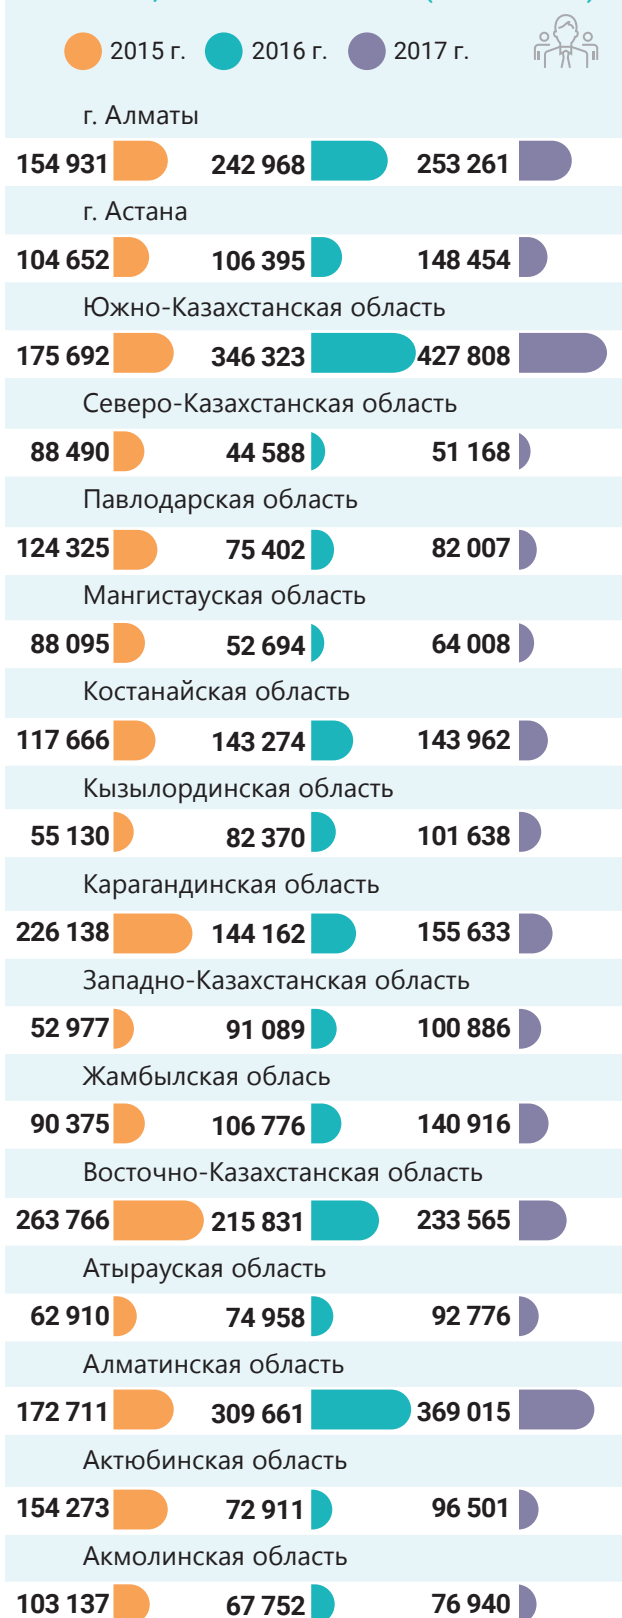 2015 г. 2016 г. 2017 г.
г. Алматы
154 931 242 968 253 261
г. Астана
104 652 106 395 148 454
Южно-Казахстанская область
175 692 346 323 427 808
Северо-Казахстанская область
88 490 44 588 51 168
Павлодарская область
124 325 75 402 82 007
Мангистауская область
88 095 52 694 64 008
Костанайская область
117 666 143 274 143 962
Кызылординская область
55 130 82 370 101 638
Карагандинская область
226 138 144 162 155 633
Западно-Казахстанская область
52 977 91 089 100 886
Жамбылская облась
90 375 106 776 140 916
Восточно-Казахстанская область
263 766 215 831 233 565
Атырауская область
62 910 74 958 92 776
Алматинская область
172 711 309 661 369 015
Актюбинская область
154 273 72 911 96 501
Акмолинская область
103 137 67 752 76 940